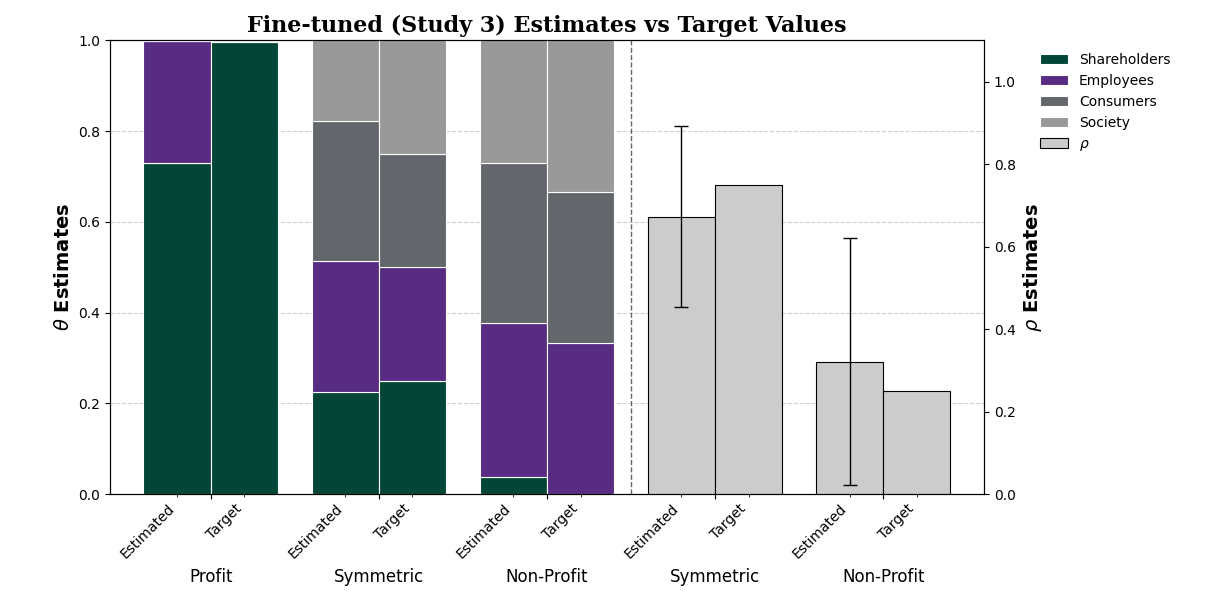 Fine-tuned (Study 3) Estimates vs Target Values
θ Estimates
1.0
0.8
0.6
0.4
0.2
0.0
1.0
0.8
0.6
0.4
0.2
0.0
ρ Estimates
Shareholders
Employees
Consumers
Society
ρ
Estimated Target Estimated Target Estimated Target Estimated Target Estimated Target
Profit Symmetric Non-Profit Symmetric Non-Profit